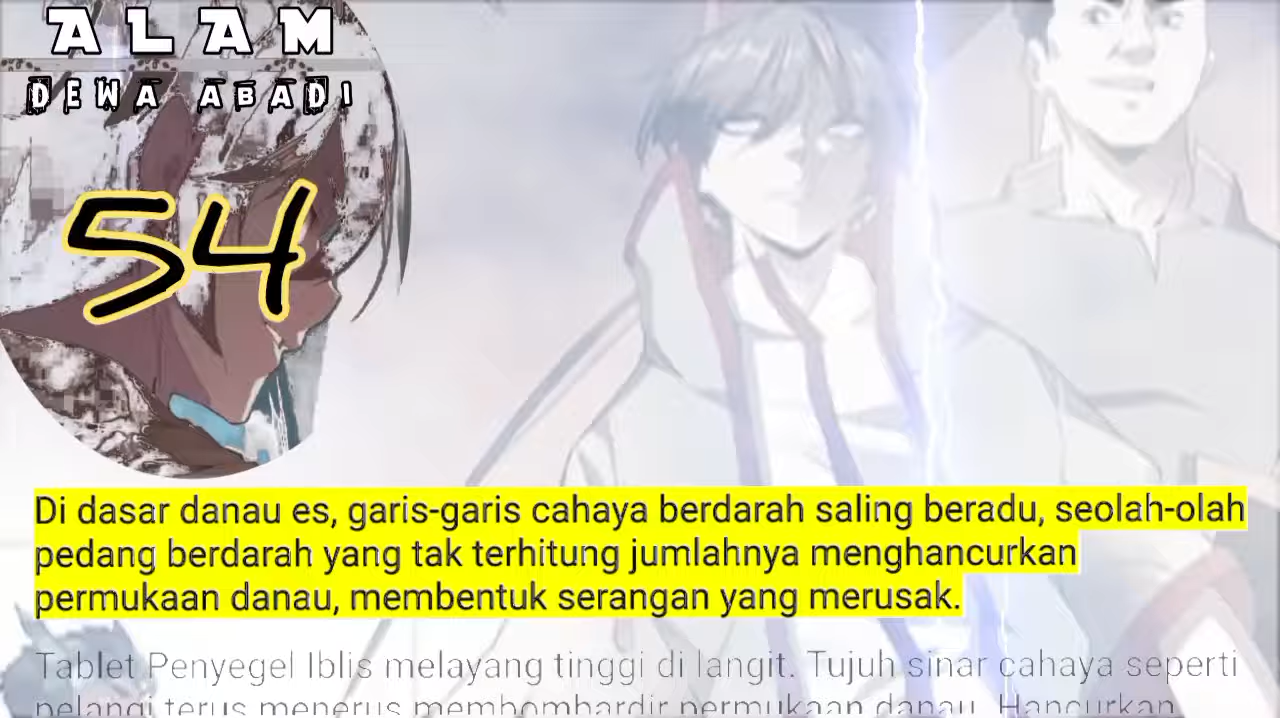 ALAM
DEWA ABADI
54
Di dasar danau es, garis-garis cahaya berdarah saling beradu, seolah-olah
pedang berdarah yang tak terhitung jumlahnya menghancurkan
permukaan danau, membentuk serangan yang merusak.
Tablet Penyegel Iblis melayang tinggi di langit. Tujuh sinar cahaya seperti
pelangi terus menerus membombardir permukaan danau. Hancurkan